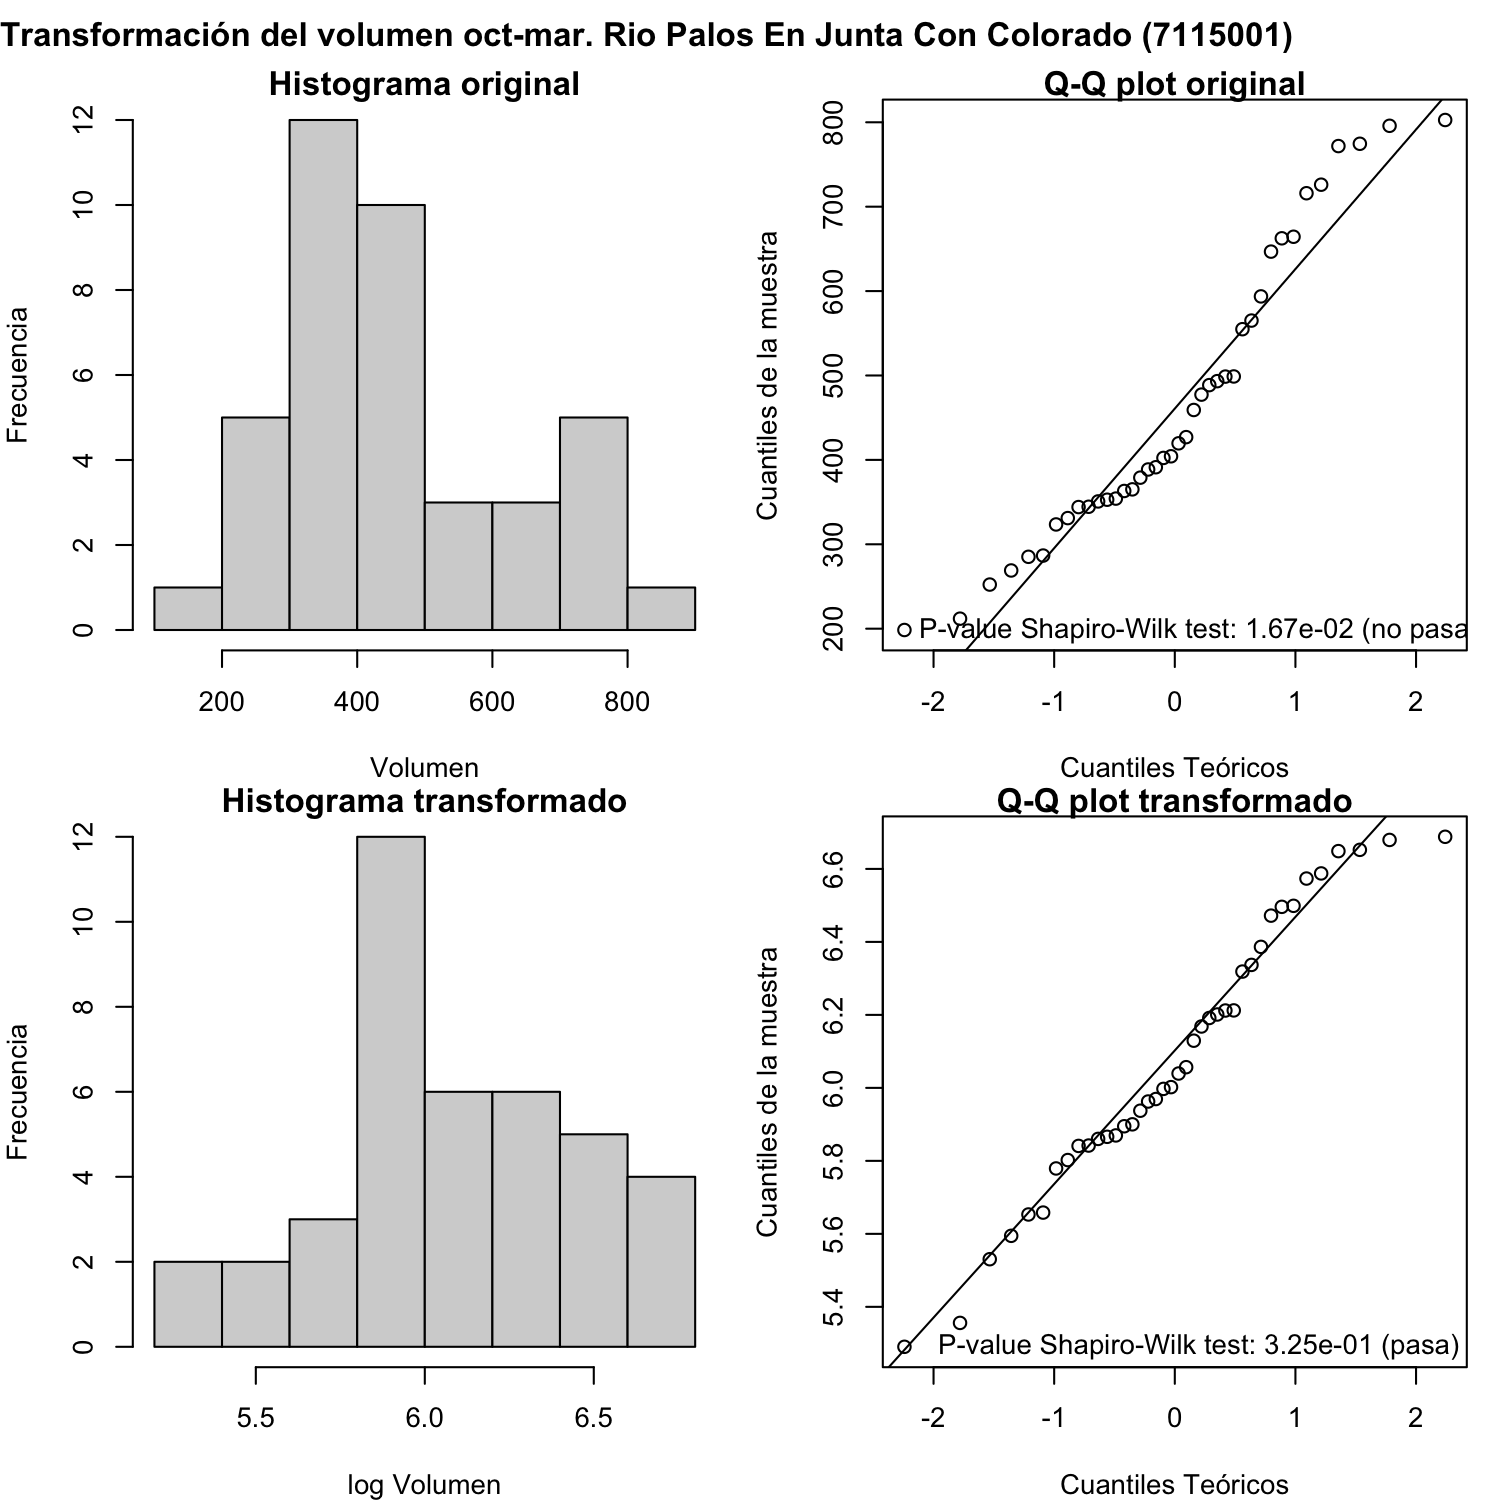 Transformación del volumen oct-mar. Rio Palos En Junta Con Colorado (7115001)
Histograma original
Frecuencia
0 2 4 6 8 10 12
200 400 600 800
Volumen
Q-Q plot original
Cuantiles de la muestra
200 300 400 500 600 700 800
P-value Shapiro-Wilk test: 1.67e-02 (no pasa
-2 -1 0 1 2
Cuantiles Teóricos
Histograma transformado
Frecuencia
0 2 4 6 8 10 12
5.5 6.0 6.5
log Volumen
Q-Q plot transformado
Cuantiles de la muestra
5.4 5.6 5.8 6.0 6.2 6.4 6.6
P-value Shapiro-Wilk test: 3.25e-01 (pasa)
-2 -1 0 1 2
Cuantiles Teóricos